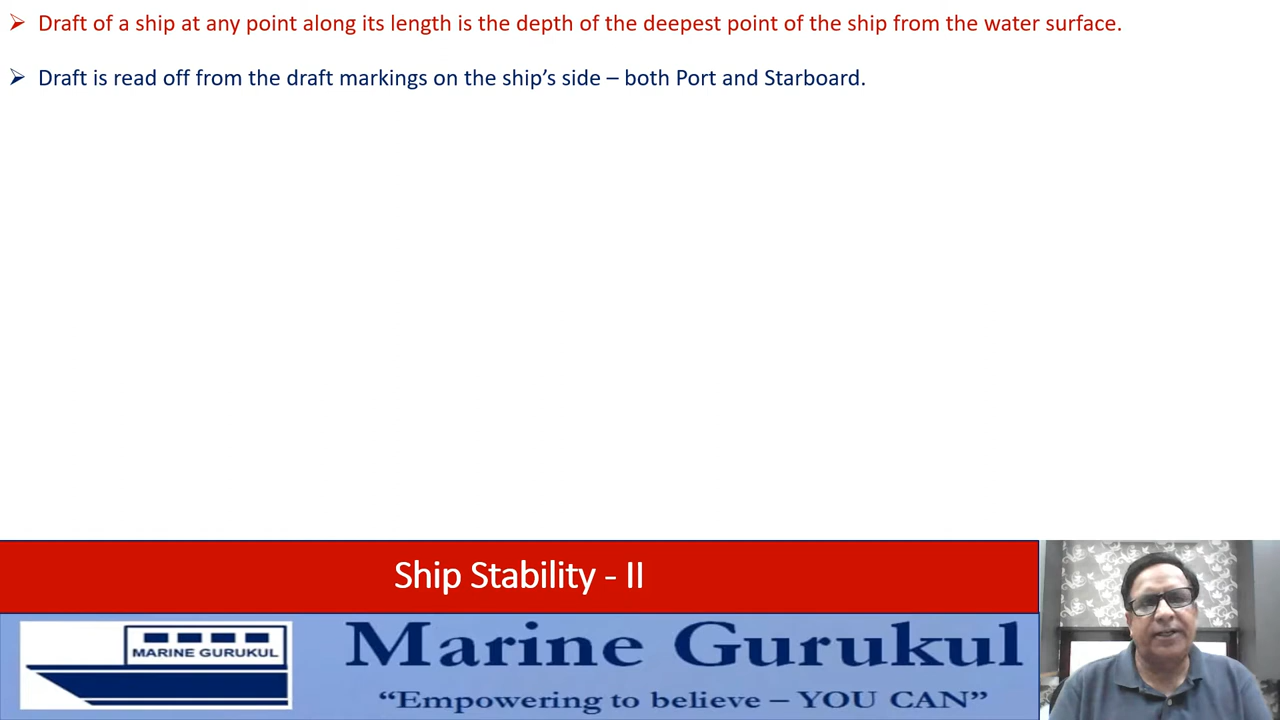 Draft of a ship at any point along its length is the depth of the deepest point of the ship from the water surface.
Draft is read off from the draft markings on the ship’s side – both Port and Starboard.
Ship Stability - II
MARINE GURUKUL
Marine Gurukul
“Empowering to believe – YOU CAN”